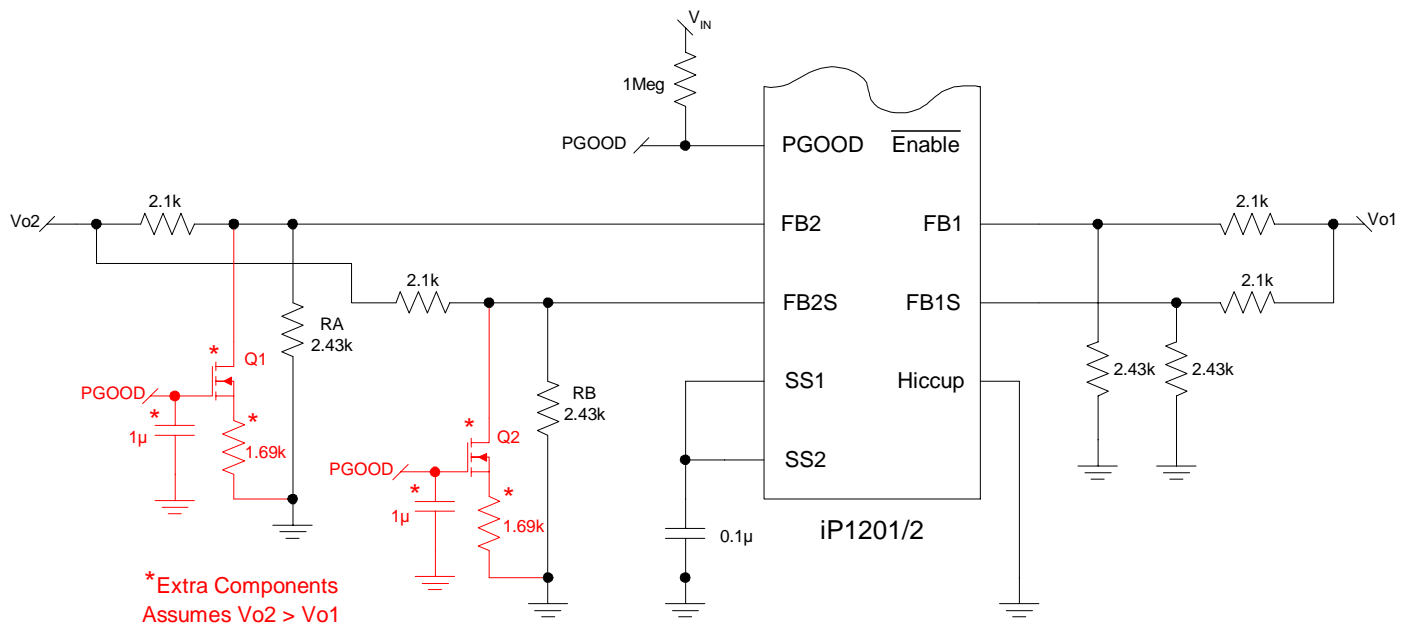 VIN
1Meg
PGOOD
PGOOD
Enable
2.1k
2.1k
Vo2
FB2
FB1
Vo1
2.1k
2.1k
FB2S
FB1S
RA
2.43k
*
Q1
PGOOD
SS1
Hiccup
2.43k
2.43k
RB
2.43k
*
*
1µ
1.69k
*
Q2
PGOOD
SS2
*
*
1µ
1.69k
0.1µ
iP1201/2
*Extra Components
Assumes Vo2 > Vo1